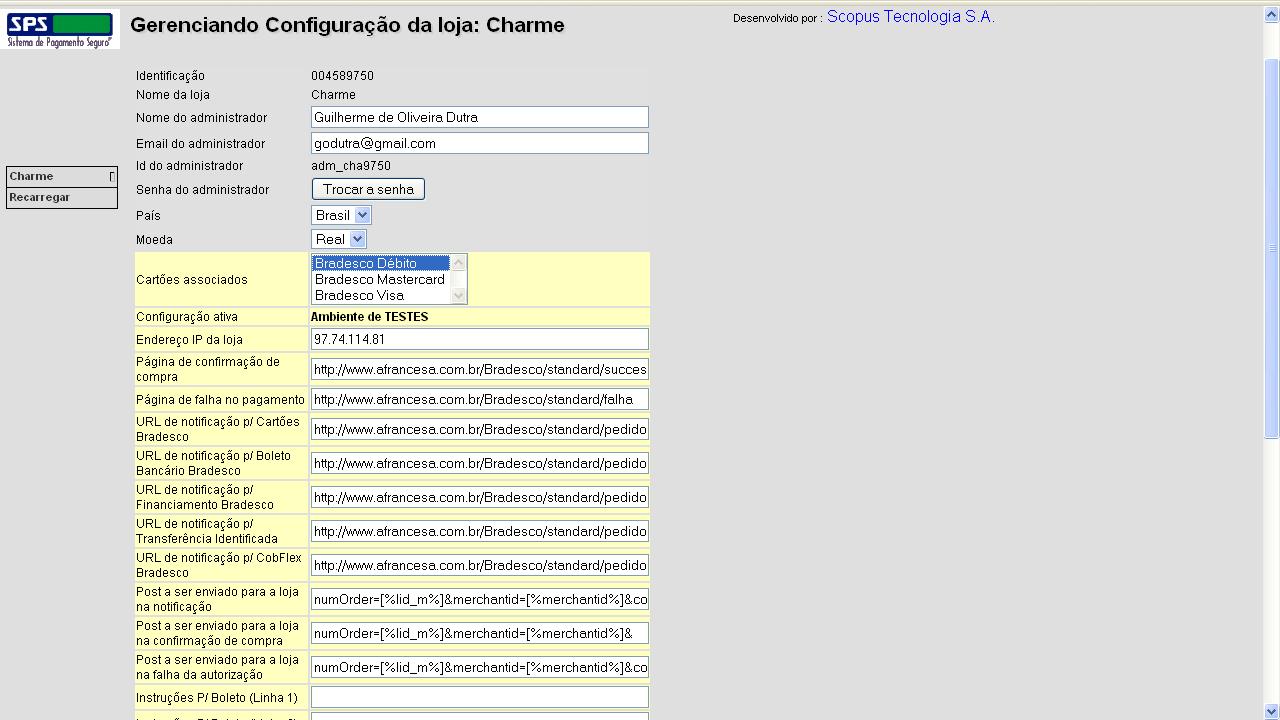 SPS
Sistema de Pagamento Seguro
Gerenciando Configuração da loja: Charme
Desenvolvido por : Scopus Tecnologia S.A.
Charme
Recarregar
Identificação 004589750
Nome da loja Charme
Nome do administrador Guilherme de Oliveira Dutra
Email do administrador godutra@gmail.com
Id do administrador adm_cha9750
Senha do administrador Trocar a senha
País Brasil
Moeda Real
Cartões associados
Bradesco Débito
Bradesco Mastercard
Bradesco Visa
Configuração ativa Ambiente de TESTES
Endereço IP da loja 97.74.114.81
Página de confirmação de
compra
http://www.afrancesa.com.br/Bradesco/standard/succes
Página de falha no pagamento http://www.afrancesa.com.br/Bradesco/standard/falha
URL de notificação p/ Cartões
Bradesco
http://www.afrancesa.com.br/Bradesco/standard/pedido
URL de notificação p/ Boleto
Bancário Bradesco
http://www.afrancesa.com.br/Bradesco/standard/pedido
URL de notificação p/
Financiamento Bradesco
http://www.afrancesa.com.br/Bradesco/standard/pedido
URL de notificação p/
Transferência Identificada
http://www.afrancesa.com.br/Bradesco/standard/pedido
URL de notificação p/ CobFlex
Bradesco
http://www.afrancesa.com.br/Bradesco/standard/pedido
Post a ser enviado para a loja
na notificação
numOrder=[%lid_m%]&merchantid=[%merchantid%]&co
Post a ser enviado para a loja
na confirmação de compra
numOrder=[%lid_m%]&merchantid=[%merchantid%]&
Post a ser enviado para a loja
na falha da autorização
numOrder=[%lid_m%]&merchantid=[%merchantid%]&co
Instruções P/ Boleto (Linha 1)